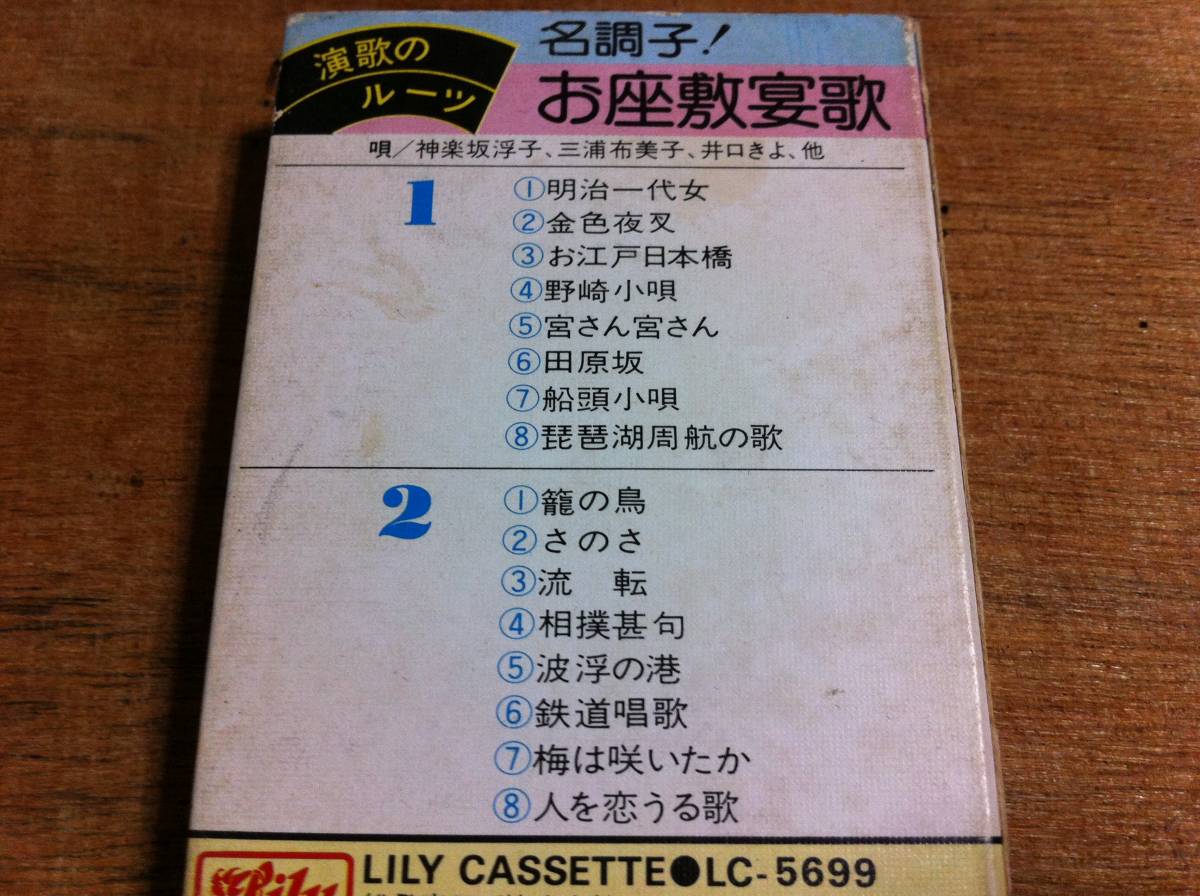 演歌の
ルーツ
名調子!
お座敷宴歌
唄/神楽坂浮子、三浦布美子、井口きよ、他
1
①明治一代女
②金色夜叉
③お江戸日本橋
④野崎小唄
⑤宮さん宮さん
⑥田原坂
⑦船頭小唄
⑧琵琶湖周航の歌
2
①籠の鳥
②さのさ
③流 転
④相撲甚句
⑤波浮の港
⑥鉄道唱歌
⑦梅は咲いたか
⑧人を恋うる歌
Lily
LILY CASSETTE●LC-5699